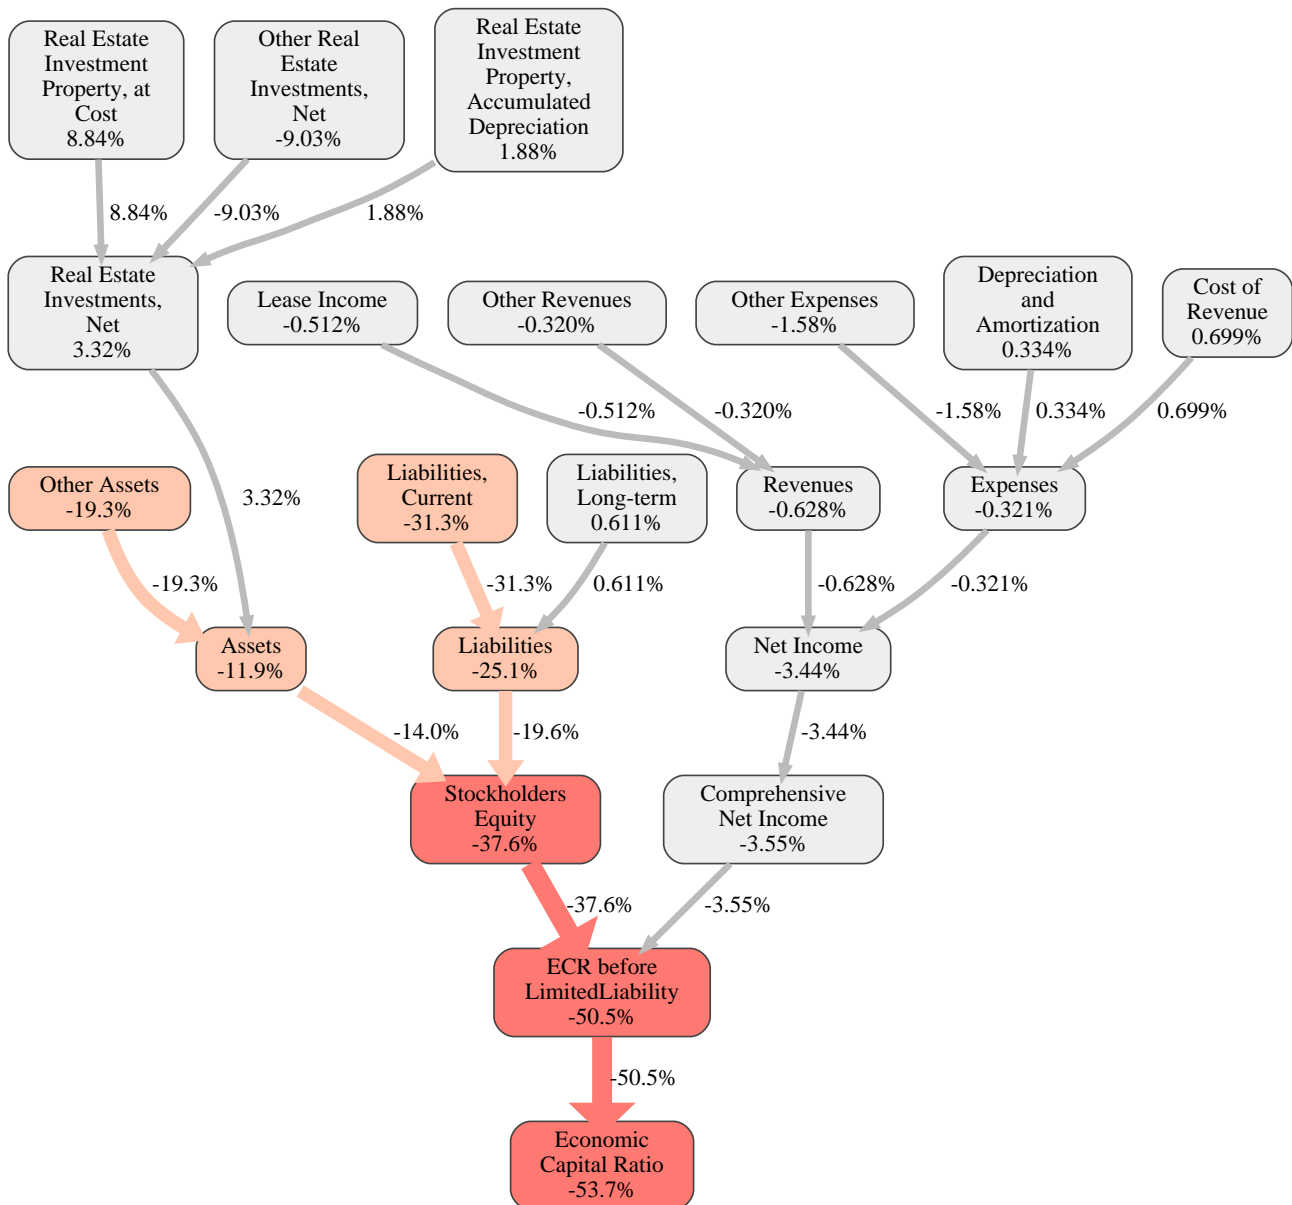 Real Estate
Investment
Property, at
Cost
8.84%
Other Real
Estate
Investments,
Net
-9.03%
Real Estate
Investment
Property,
Accumulated
Depreciation
1.88%
8.84%
-9.03%
1.88%
Real Estate
Investments,
Net
3.32%
Lease Income
-0.512%
Other Revenues
-0.320%
Other Expenses
-1.58%
Depreciation
and
Amortization
0.334%
Cost of
Revenue
0.699%
-0.512%
-0.320%
-1.58%
0.334%
0.699%
Other Assets
-19.3%
3.32%
Liabilities,
Current
-31.3%
Liabilities,
Long-term
0.611%
Revenues
-0.628%
Expenses
-0.321%
-19.3%
-31.3%
0.611%
-0.628%
-0.321%
Assets
-11.9%
Liabilities
-25.1%
Net Income
-3.44%
-14.0%
-19.6%
-3.44%
Stockholders
Equity
-37.6%
Comprehensive
Net Income
-3.55%
-37.6%
-3.55%
ECR before
LimitedLiability
-50.5%
-50.5%
Economic
Capital Ratio
-53.7%